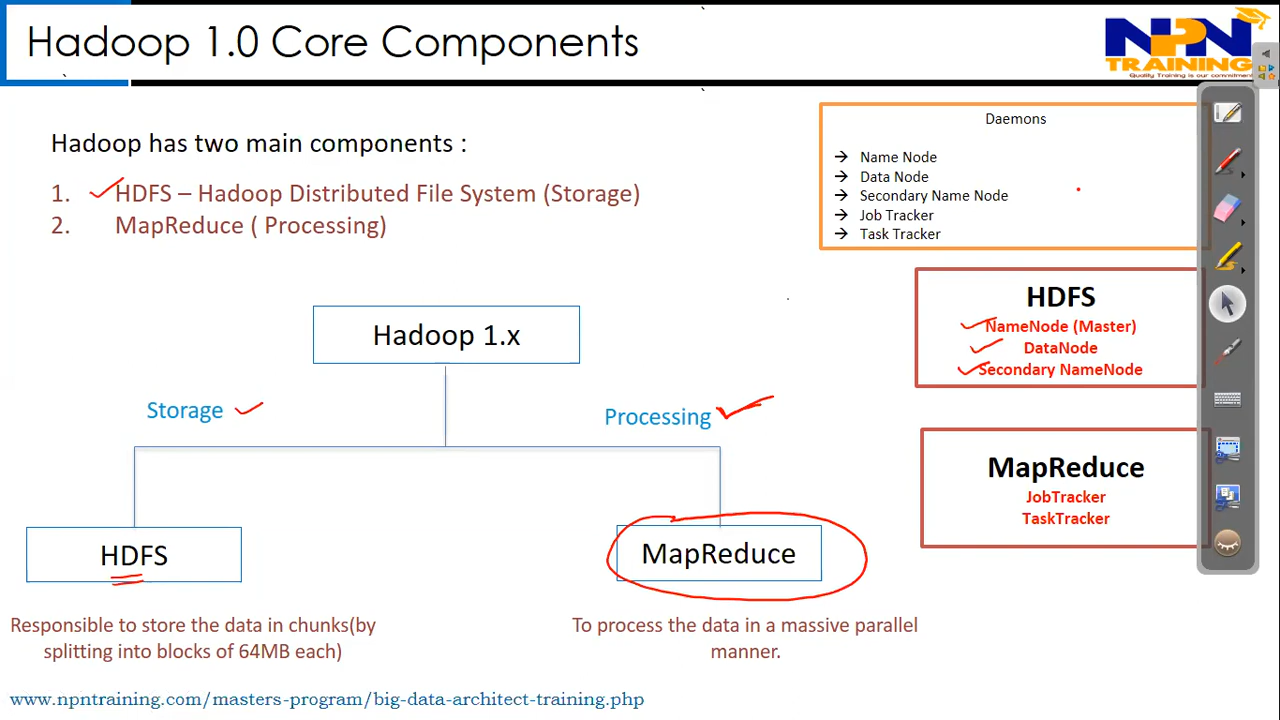 Hadoop 1.0 Core Components
NPN
TRAINING
Quality Training is our commitment
Hadoop has two main components :
1. HDFS – Hadoop Distributed File System (Storage)
2. MapReduce ( Processing)
Daemons
→ Name Node
→ Data Node
→ Secondary Name Node
→ Job Tracker
→ Task Tracker
HDFS
NameNode (Master)
DataNode
Secondary NameNode
Hadoop 1.x
Storage
Processing
MapReduce
JobTracker
TaskTracker
HDFS
MapReduce
Responsible to store the data in chunks(by
splitting into blocks of 64MB each)
To process the data in a massive parallel
manner.
www.npntraining.com/masters-program/big-data-architect-training.php